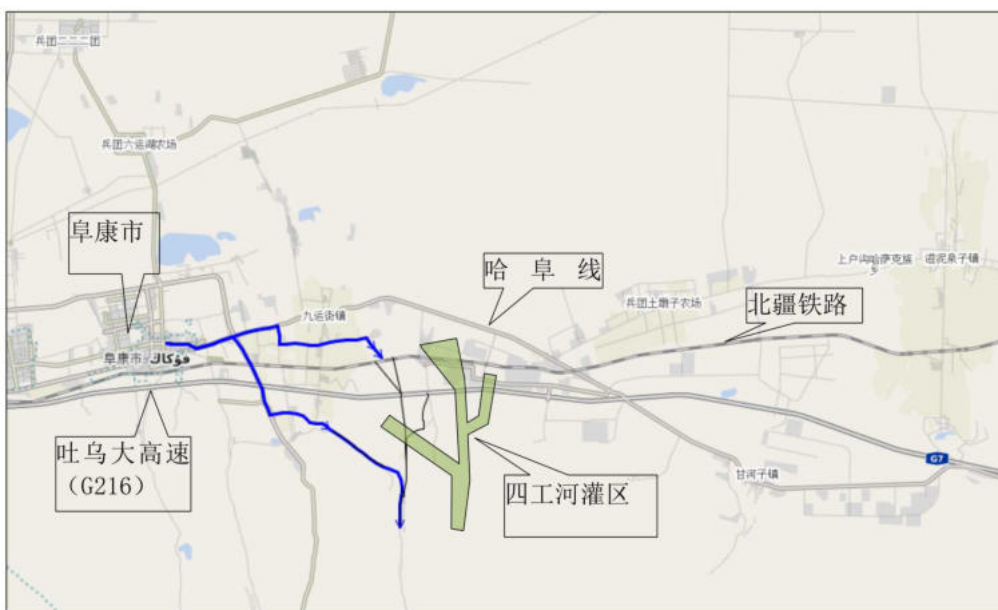 兵团二二二团
兵团六运湖农场
阜康市
哈阜线
上户沟哈萨克族
滋泥泉子镇
兵团土墩子农场
北疆铁路
九运街镇
阜康市
فۇكاڭ
吐乌大高速
（G216）
G7
四工河灌区
甘河子镇